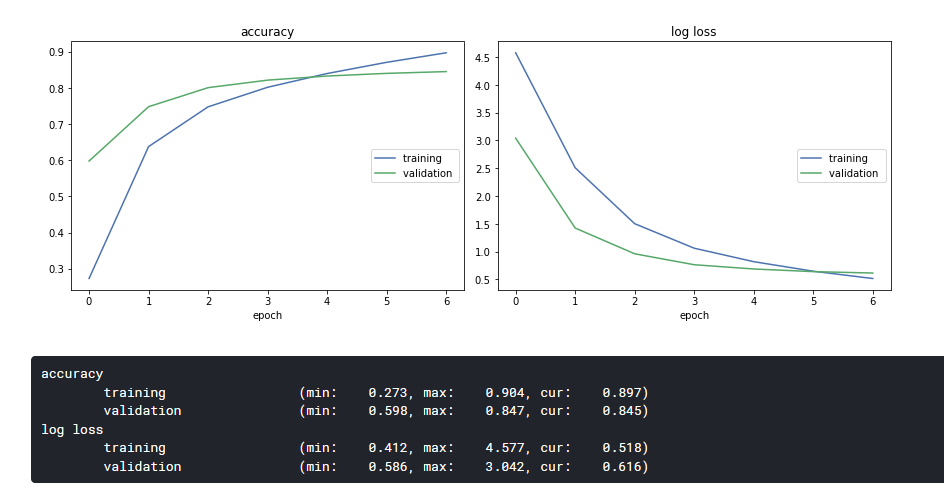 accuracy
0.9
0.8
0.7
0.6
0.5
0.4
0.3
training
validation
0 1 2 3 4 5 6
epoch
log loss
4.5
4.0
3.5
3.0
2.5
2.0
1.5
1.0
0.5
training
validation
0 1 2 3 4 5 6
epoch
accuracy
training (min: 0.273, max: 0.904, cur: 0.897)
validation (min: 0.598, max: 0.847, cur: 0.845)
log loss
training (min: 0.412, max: 4.577, cur: 0.518)
validation (min: 0.586, max: 3.042, cur: 0.616)